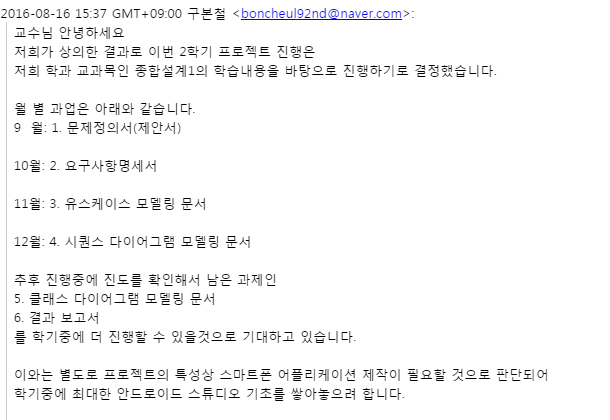 2016-08-16 15:37 GMT+09:00 구본철 <boncheul92nd@naver.com>:
교수님 안녕하세요
저희가 상의한 결과로 이번 2학기 프로젝트 진행은
저희 학과 교과목인 종합설계1의 학습내용을 바탕으로 진행하기로 결정했습니다.
월 별 과업은 아래와 같습니다.
9 월: 1. 문제정의서(제안서)
10월: 2. 요구사항명세서
11월: 3. 유스케이스 모델링 문서
12월: 4. 시퀀스 다이어그램 모델링 문서
추후 진행중에 진도를 확인해서 남은 과제인
5. 클래스 다이어그램 모델링 문서
6. 결과 보고서
를 학기중에 더 진행할 수 있을것으로 기대하고 있습니다.
이와는 별도로 프로젝트의 특성상 스마트폰 어플리케이션 제작이 필요할 것으로 판단되어
학기중에 최대한 안드로이드 스튜디오 기초를 쌓아놓으려 합니다.